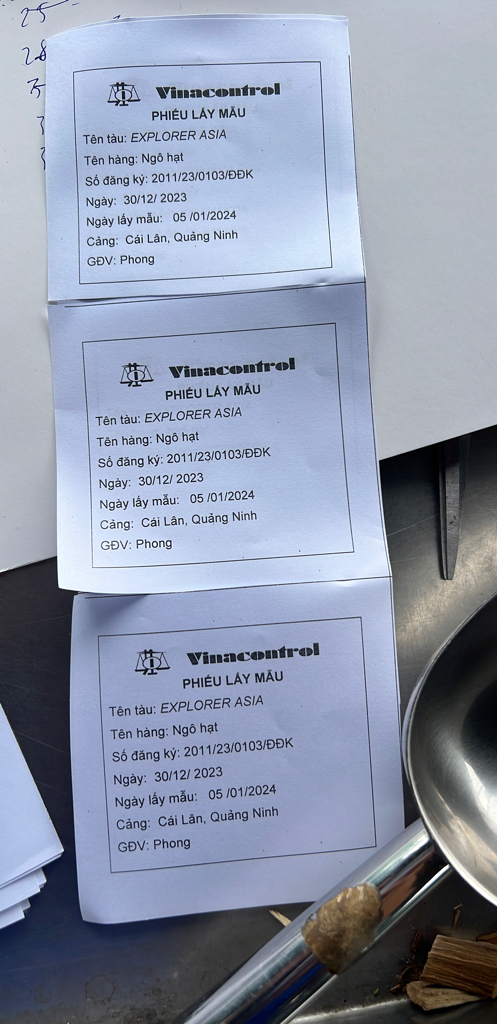 25
28
Vinacontrol
PHIẾU LẤY MẪU
Tên tàu: EXPLORER ASIA
Tên hàng: Ngô hạt
Số đăng ký: 2011/23/0103/ĐĐK
Ngày: 30/12/ 2023
Ngày lấy mẫu: 05 /01/2024
Cảng: Cái Lân, Quảng Ninh
GĐV: Phong
Vinacontrol
PHIẾU LẤY MẪU
Tên tàu: EXPLORER ASIA
Tên hàng: Ngô hạt
Số đăng ký: 2011/23/0103/ĐĐK
Ngày: 30/12/ 2023
Ngày lấy mẫu: 05 /01/2024
Cảng: Cái Lân, Quảng Ninh
GĐV: Phong
Vinacontrol
PHIẾU LẤY MẪU
Tên tàu: EXPLORER ASIA
Tên hàng: Ngô hạt
Số đăng ký: 2011/23/0103/ĐĐK
Ngày: 30/12/ 2023
Ngày lấy mẫu: 05 /01/2024
Cảng: Cái Lân, Quảng Ninh
GĐV: Phong